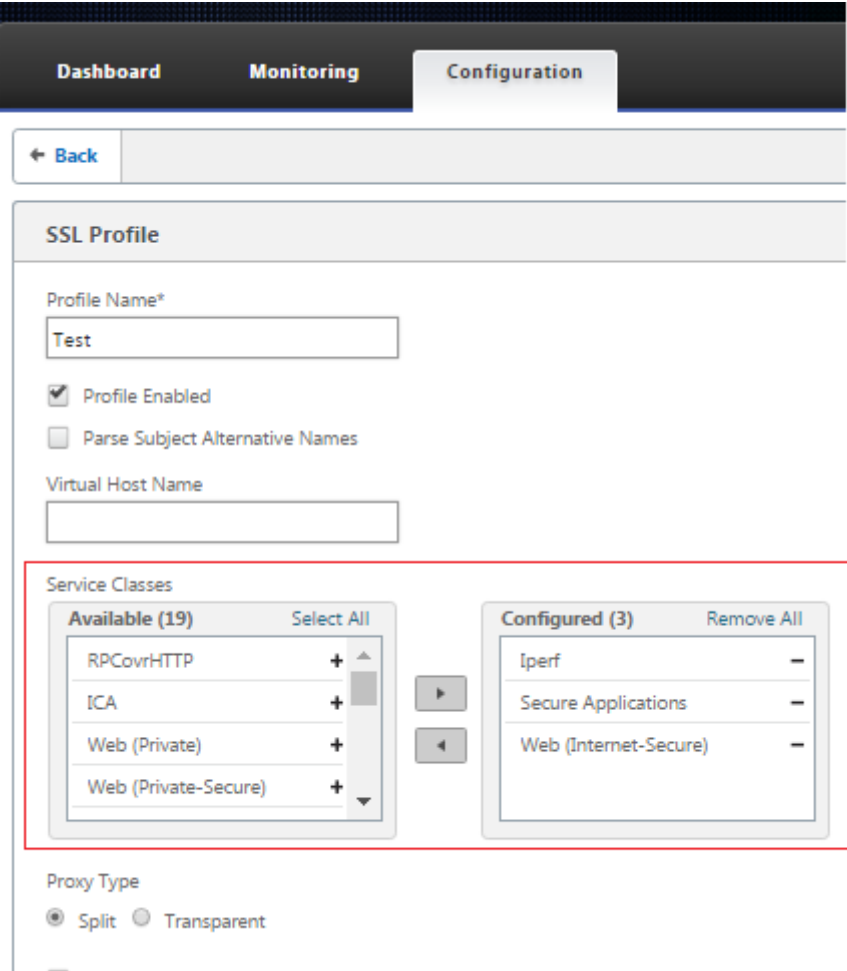 Dashboard Monitoring Configuration
Back
SSL Profile
Profile Name*
Test
Profile Enabled
Parse Subject Alternative Names
Virtual Host Name
Service Classes
Available (19) Select All Configured (3) Remove All
RPCovrHTTP + Iperf −
ICA + Secure Applications −
Web (Private) + Web (Internet-Secure) −
Web (Private-Secure) +
Proxy Type
Split Transparent